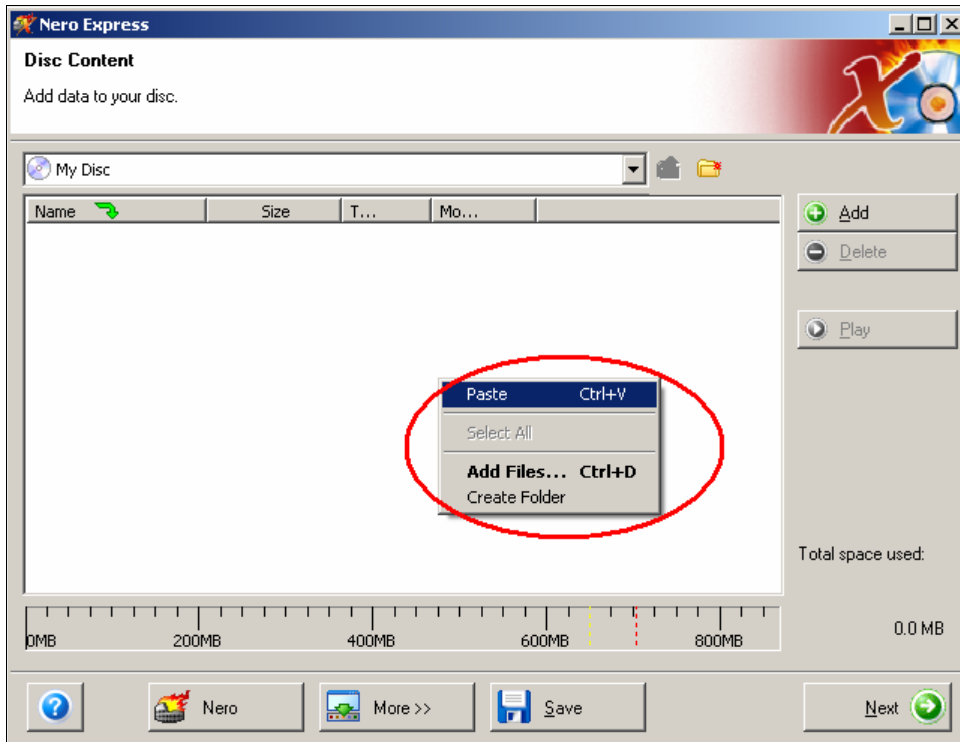 Nero Express
Disc Content
Add data to your disc.
My Disc
Name Size T... Mo...
Add
Delete
Play
Paste Ctrl+V
Select All
Add Files... Ctrl+D
Create Folder
Total space used:
0MB 200MB 400MB 600MB 800MB
0.0 MB
Nero More >> Save Next